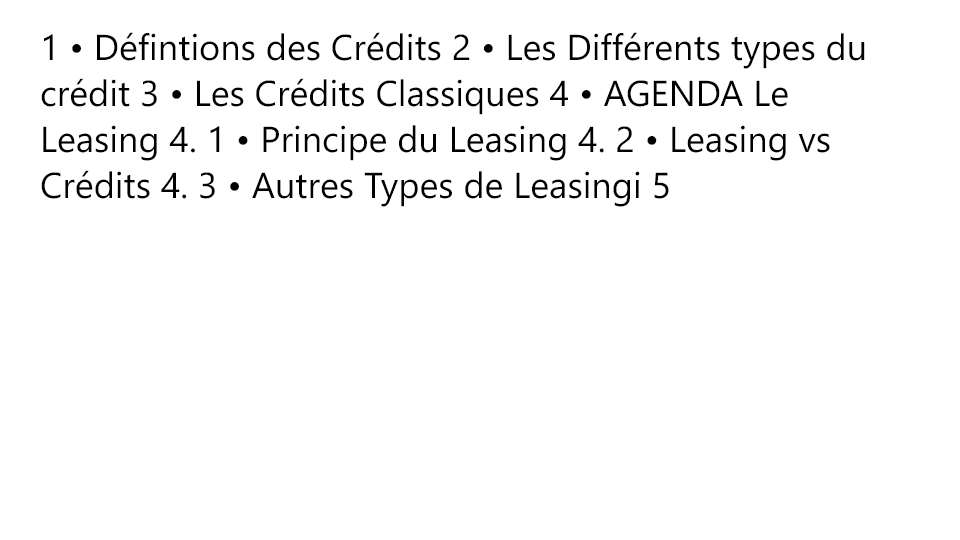 1 • Défintions des Crédits 2 • Les Différents types du
crédit 3 • Les Crédits Classiques 4 • AGENDA Le
Leasing 4. 1 • Principe du Leasing 4. 2 • Leasing vs
Crédits 4. 3 • Autres Types de Leasingi 5